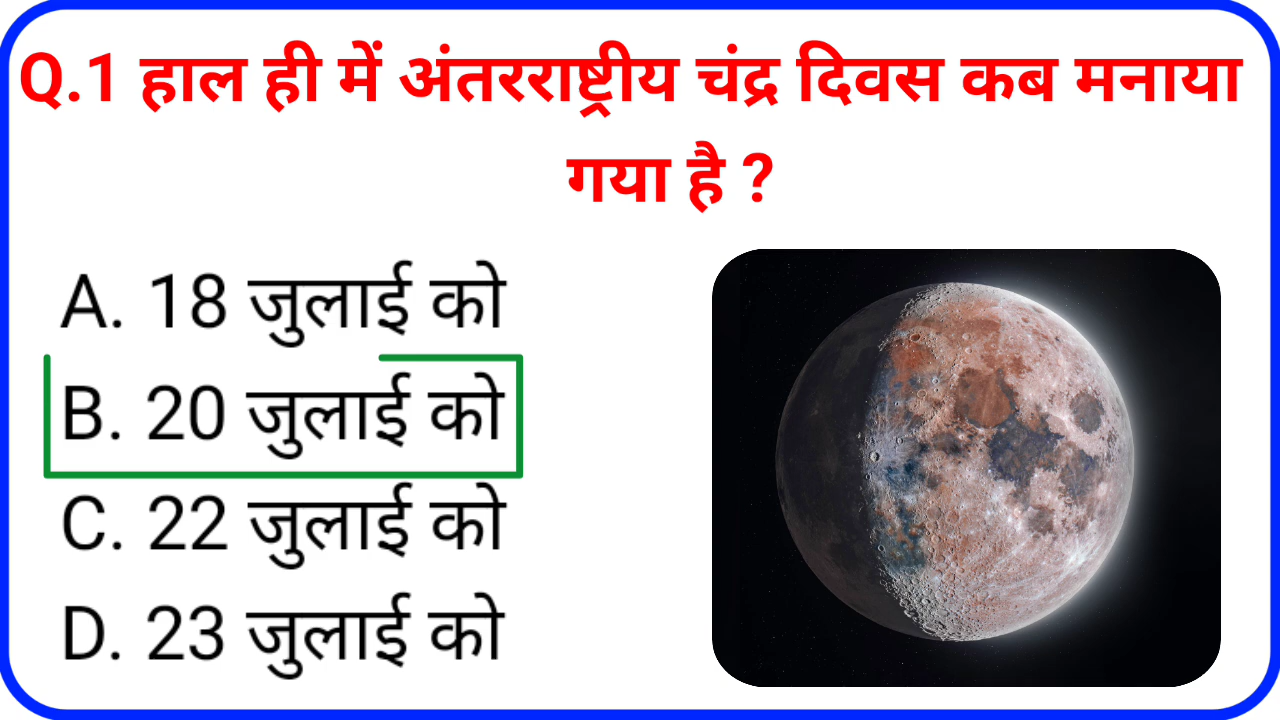 Q.1 हाल ही में अंतरराष्ट्रीय चंद्र दिवस कब मनाया
गया है ?
A. 18 जुलाई को
B. 20 जुलाई को
C. 22 जुलाई को
D. 23 जुलाई को